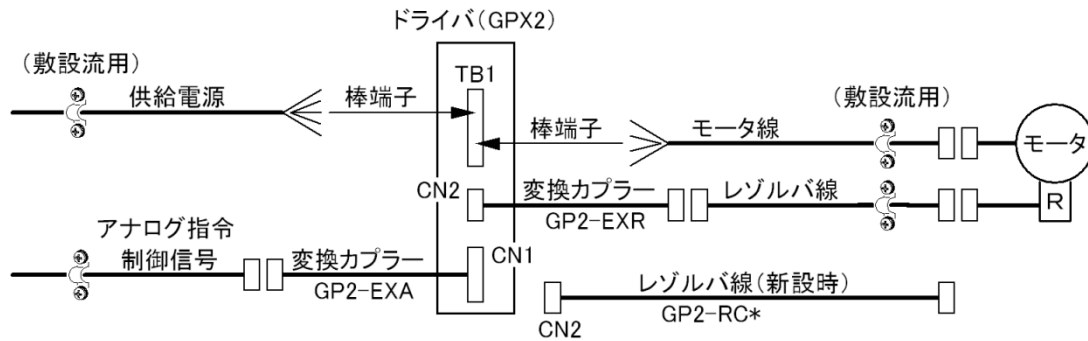 ドライバ(GPX2)
(敷設流用)
供給電源
棒端子
TB1
棒端子
モータ線
(敷設流用)
モータ
CN2
変換カプラー
GP2-EXR
レゾルバ線
R
アナログ指令
制御信号
変換カプラー
GP2-EXA
CN1
レゾルバ線(新設時)
GP2-RC*
CN2